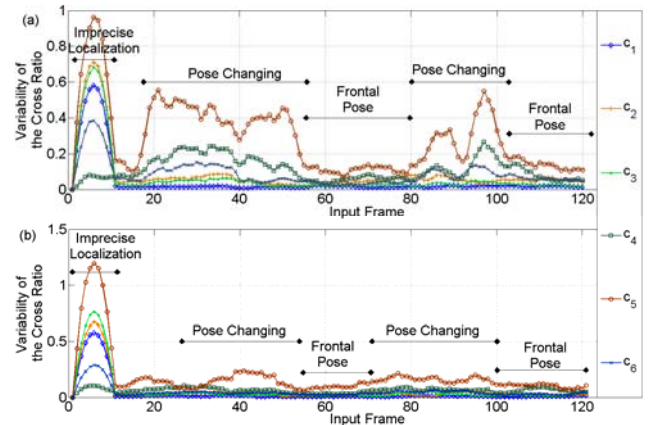 (a)
1
0.8
0.6
0.4
0.2
0
Variability of
the Cross Ratio
Imprecise
Localization
Pose Changing
Frontal
Pose
Pose Changing
Frontal
Pose
20 40 60 80 100 120
Input Frame
(b)
1.5
1
0.5
0
Variability of
the Cross Ratio
Imprecise
Localization
Pose Changing
Frontal
Pose
Pose Changing
Frontal
Pose
0 20 40 60 80 100 120
Input Frame
c1
c2
c3
c4
c5
c6